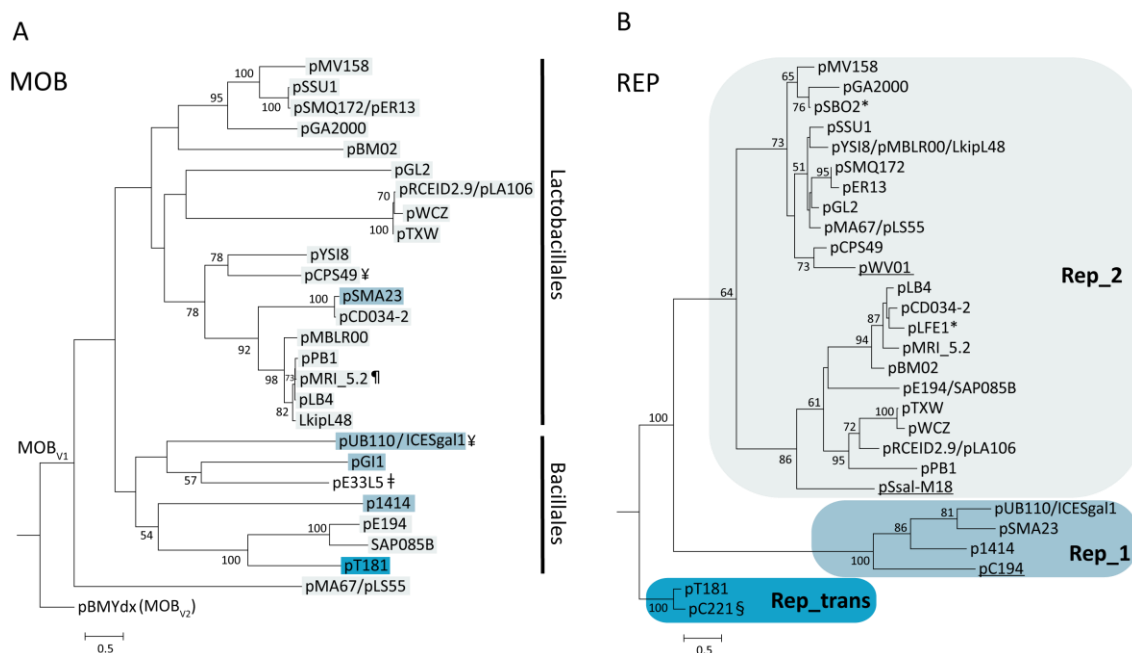 A
MOB
pMV158
100
pSSU1
95
100
pSMQ172/pER13
pGA2000
pBM02
pGL2
pRCEID2.9/pLA106
70
pWCZ
100
pTXW
pYSI8
78
pCPS49 ¥
78
pSMA23
100
pCD034-2
92
pMBLR00
pPB1
98
73
pMRI_5.2 ¶
pLB4
82
LkipL48
Lactobacillales
pUB110/ICESgal1 ¥
MOBV1
pGI1
57
pE33L5 ǂ
p1414
54
pE194
100
SAP085B
100
pT181
Bacillales
pMA67/pLS55
pBMYdx (MOBV2)
0.5
B
REP
pMV158
65
pGA2000
76
pSBO2*
pSSU1
73
pYSI8/pMBLR00/LkipL48
51
pSMQ172
95
pER13
pGL2
pMA67/pLS55
pCPS49
73
pWV01
Rep_2
64
pLB4
pCD034-2
87
pLFE1*
94
pMRI_5.2
pBM02
pE194/SAP085B
61
pTXW
100
pWCZ
72
pRCEID2.9/pLA106
95
pPB1
86
pSsal-M18
100
pUB110/ICESgal1
81
pSMA23
86
p1414
100
pC194
Rep_1
pT181
100
pC221 §
Rep_trans
0.5